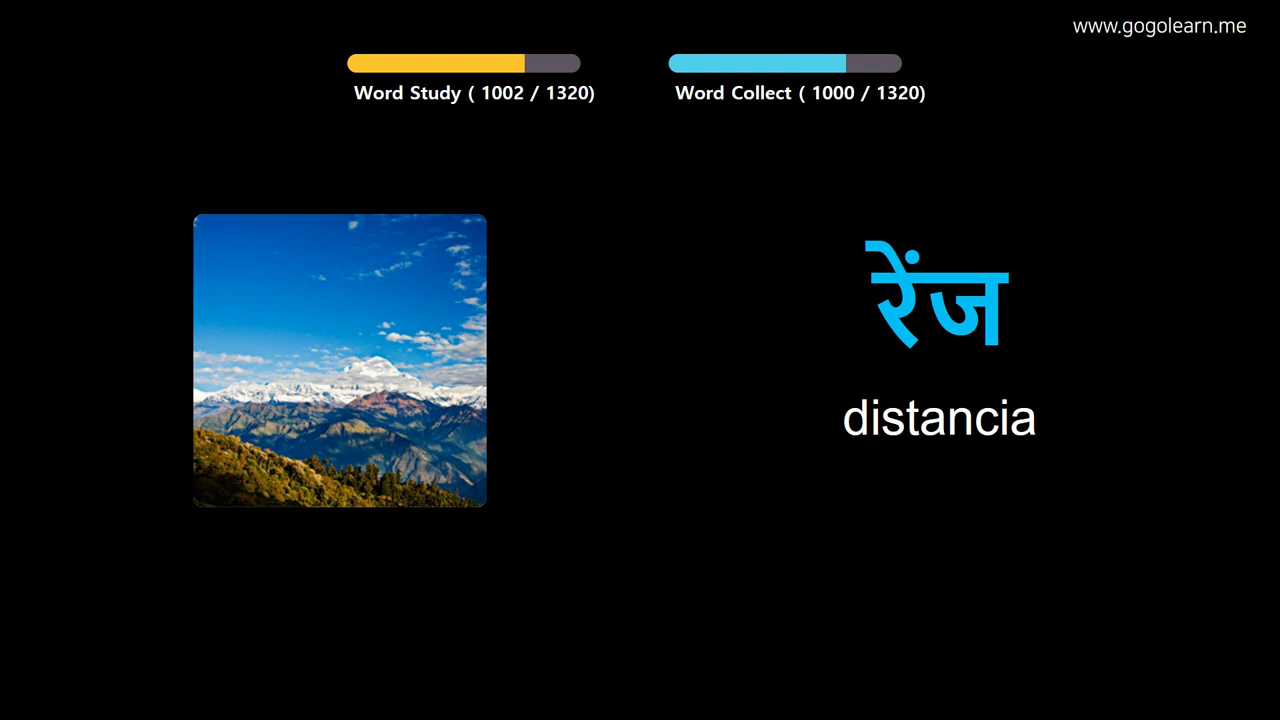 www.gogolearn.me
Word Study ( 1002 / 1320)
Word Collect ( 1000 / 1320)
रेंज
distancia